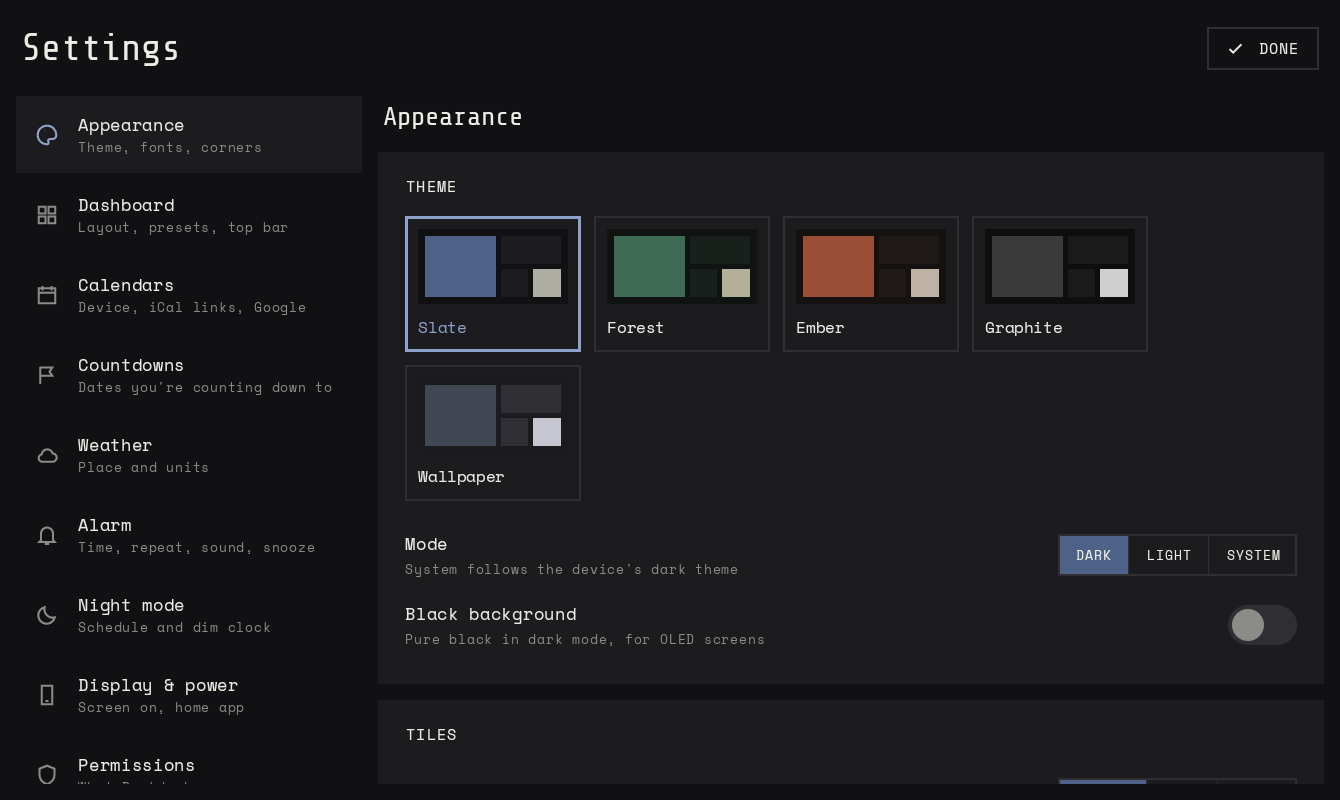 Settings
DONE
Appearance
Theme, fonts, corners
Dashboard
Layout, presets, top bar
Calendars
Device, iCal links, Google
Countdowns
Dates you're counting down to
Weather
Place and units
Alarm
Time, repeat, sound, snooze
Night mode
Schedule and dim clock
Display & power
Screen on, home app
Permissions
Appearance
THEME
Slate
Forest
Ember
Graphite
Wallpaper
Mode
System follows the device's dark theme
DARK
LIGHT
SYSTEM
Black background
Pure black in dark mode, for OLED screens
TILES